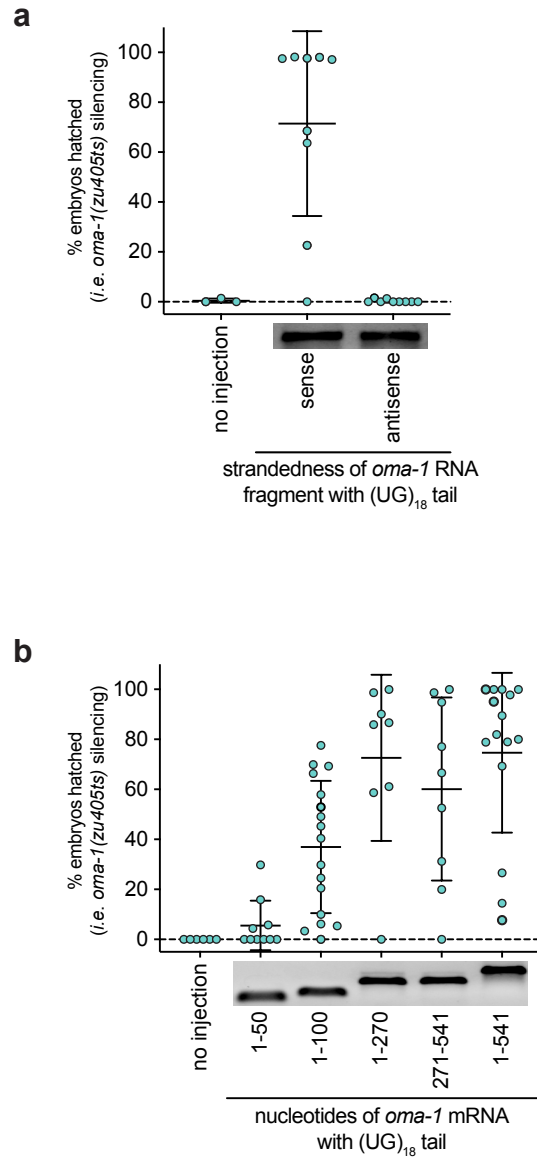 a
% embryos hatched
(i.e. oma-1(zu405ts) silencing)
100
80
60
40
20
0
no injection
sense
antisense
strandedness of oma-1 RNA
fragment with (UG)18 tail
b
% embryos hatched
(i.e. oma-1(zu405ts) silencing)
100
80
60
40
20
0
no injection
1-50
1-100
1-270
271-541
1-541
nucleotides of oma-1 mRNA
with (UG)18 tail